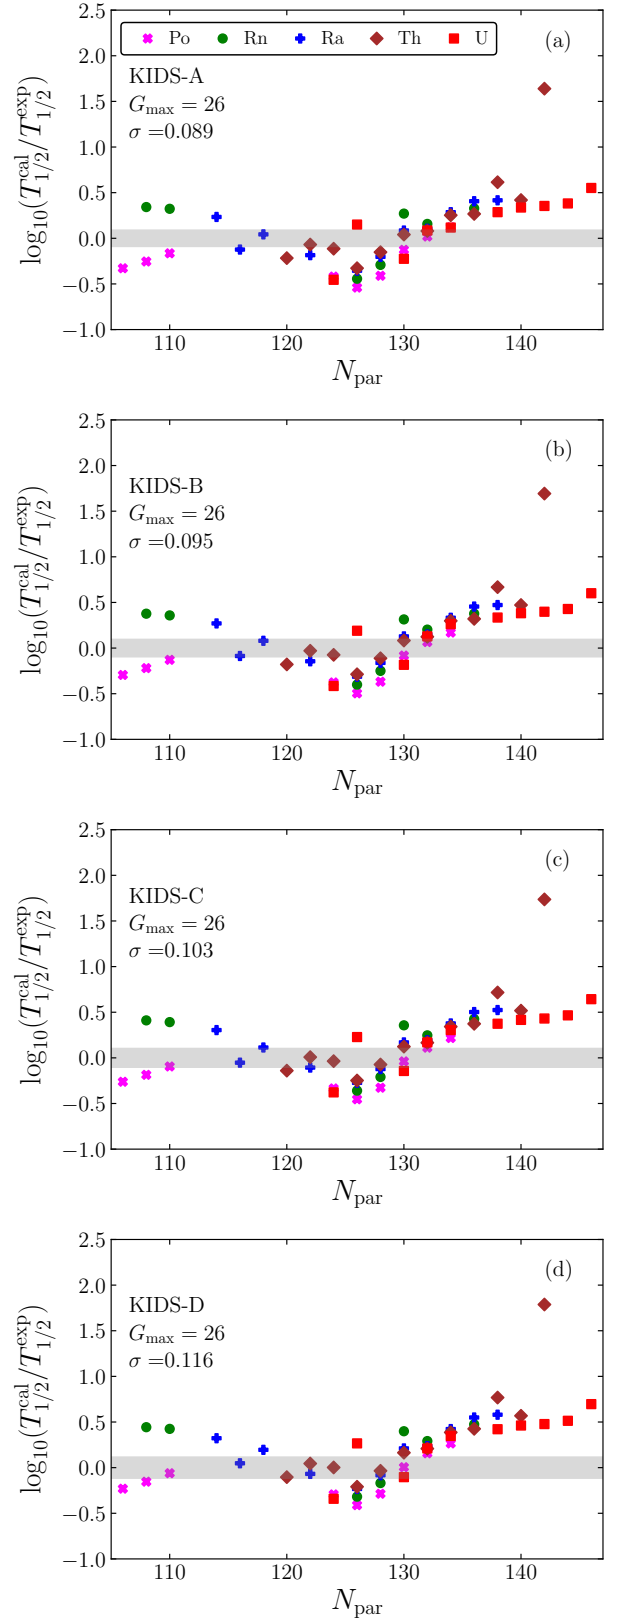 2.5
Po Rn Ra Th U
(a)
2.0
KIDS-A
G_max = 26
σ =0.089
1.5
1.0
0.5
0.0
−0.5
−1.0
log₁₀(T^cal_1/2/T^exp_1/2)
110 120 130 140
N_par
2.5
(b)
2.0
KIDS-B
G_max = 26
σ =0.095
1.5
1.0
0.5
0.0
−0.5
−1.0
log₁₀(T^cal_1/2/T^exp_1/2)
110 120 130 140
N_par
2.5
(c)
2.0
KIDS-C
G_max = 26
σ =0.103
1.5
1.0
0.5
0.0
−0.5
−1.0
log₁₀(T^cal_1/2/T^exp_1/2)
110 120 130 140
N_par
2.5
(d)
2.0
KIDS-D
G_max = 26
σ =0.116
1.5
1.0
0.5
0.0
−0.5
−1.0
log₁₀(T^cal_1/2/T^exp_1/2)
110 120 130 140
N_par